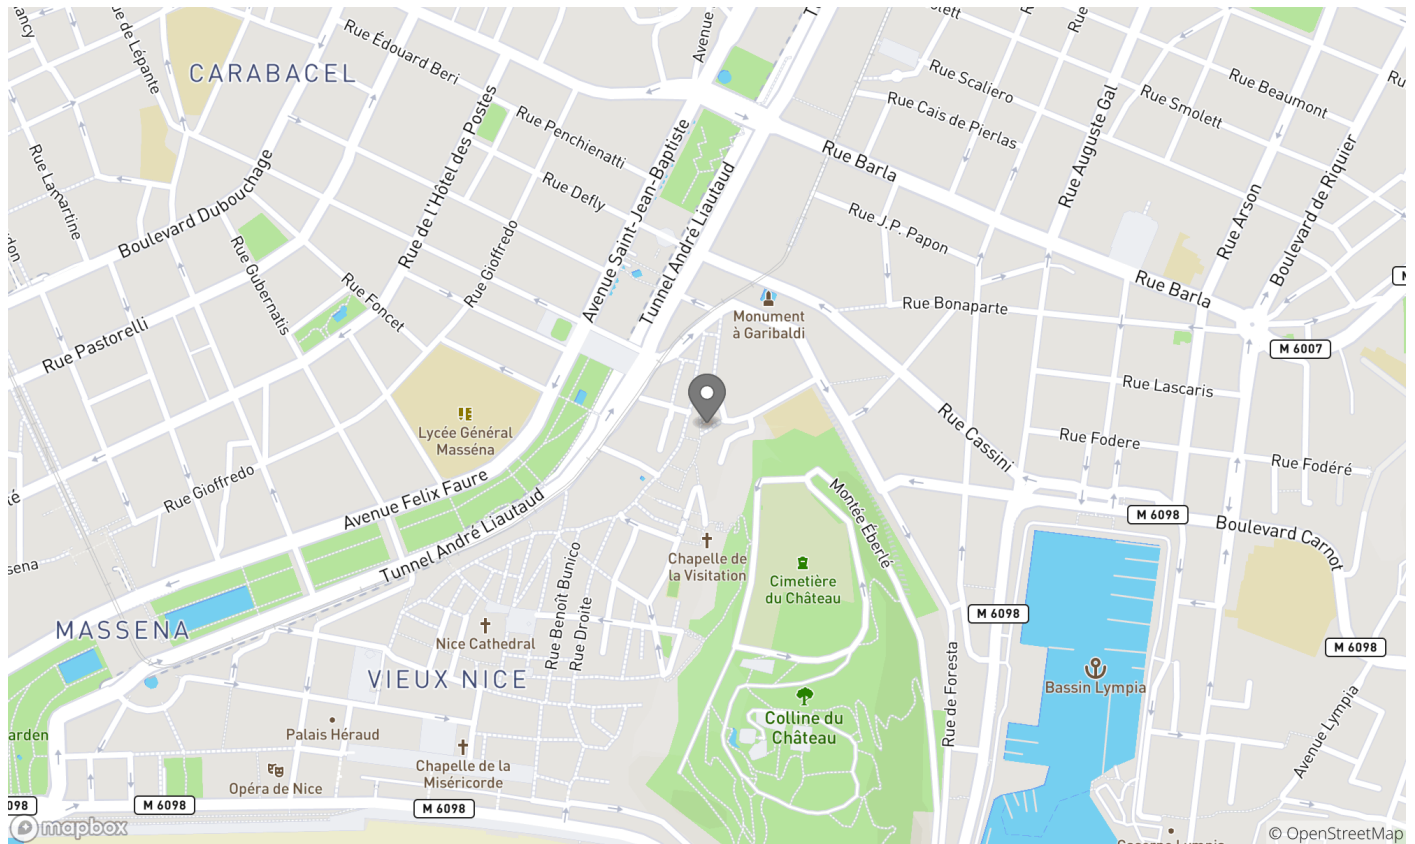 ancy
Rue de Lépante
Rue Édouard Beri
CARABACEL
Avenue
Rue Scaliero
Rue Cais de Pierlas
Rue Beaumont
Rue Smolett
Rue Auguste Gal
Rue Penchienatti
Rue de l'Hôtel des Postes
Rue Lamartine
Boulevard Dubouchage
Avenue Saint-Jean-Baptiste
Rue Barla
Rue Defly
Tunnel André Liautaud
Boulevard de Riquier
Rue Arson
Rue J.P. Papon
Rue Gubernatis
Rue Gioffredo
Rue Foncet
Rue Barla
Rue Bonaparte
Monument
à Garibaldi
Rue Pastorelli
M 6007
Rue Lascaris
Lycée Général
Masséna
Rue Cassini
Rue Fodere
Rue Fodéré
Rue Gioffredo
Avenue Felix Faure
Montée Éberlé
M 6098
Boulevard Carnot
Tunnel André Liautaud
Chapelle de
la Visitation
Cimetière
du Château
Rue Benoît Bunico
Rue Droite
M 6098
MASSENA
Nice Cathedral
M 6098
VIEUX NICE
Bassin Lympia
Rue de Foresta
Colline du
Château
Avenue Lympia
Palais Héraud
Chapelle de la
Miséricorde
Opéra de Nice
M 6098
M 6098
mapbox
© OpenStreetMap